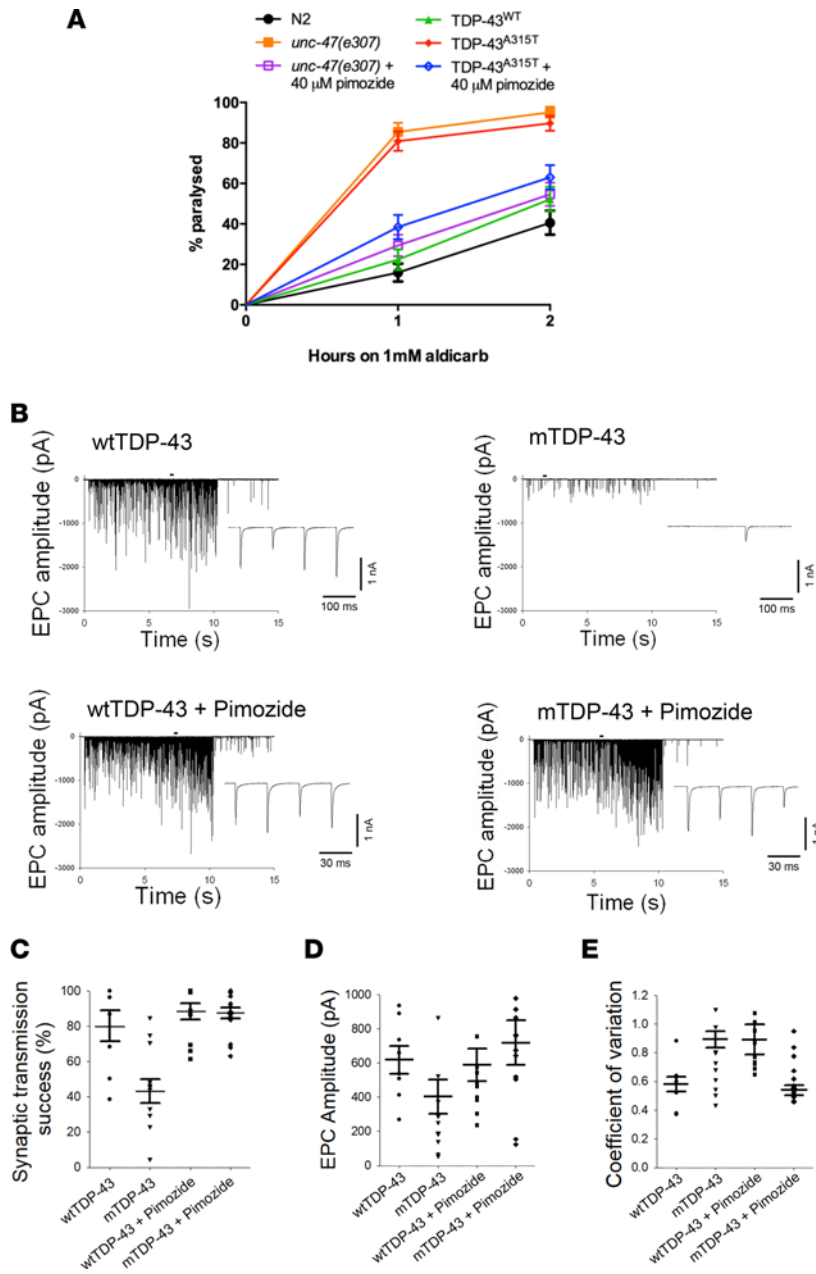 A
N2
unc-47(e307)
unc-47(e307) +
40 μM pimozide
TDP-43WT
TDP-43A315T
TDP-43A315T +
40 μM pimozide
% paralysed
100
80
60
40
20
0
0
1
2
Hours on 1mM aldicarb
B
wtTDP-43
EPC amplitude (pA)
0
-1000
-2000
-3000
0
5
10
15
Time (s)
1 nA
100 ms
mTDP-43
EPC amplitude (pA)
0
-1000
-2000
-3000
0
5
10
15
Time (s)
1 nA
100 ms
wtTDP-43 + Pimozide
EPC amplitude (pA)
0
-1000
-2000
-3000
0
5
10
15
Time (s)
1 nA
30 ms
mTDP-43 + Pimozide
EPC amplitude (pA)
0
-1000
-2000
-3000
0
5
10
15
Time (s)
1 nA
30 ms
C
Synaptic transmission
success (%)
100
80
60
40
20
0
wtTDP-43
mTDP-43
wtTDP-43 + Pimozide
mTDP-43 + Pimozide
D
EPC Amplitude (pA)
1000
800
600
400
200
0
wtTDP-43
mTDP-43
wtTDP-43 + Pimozide
mTDP-43 + Pimozide
E
Coefficient of variation
1.2
1.0
0.8
0.6
0.4
0.2
0.0
wtTDP-43
mTDP-43
wtTDP-43 + Pimozide
mTDP-43 + Pimozide